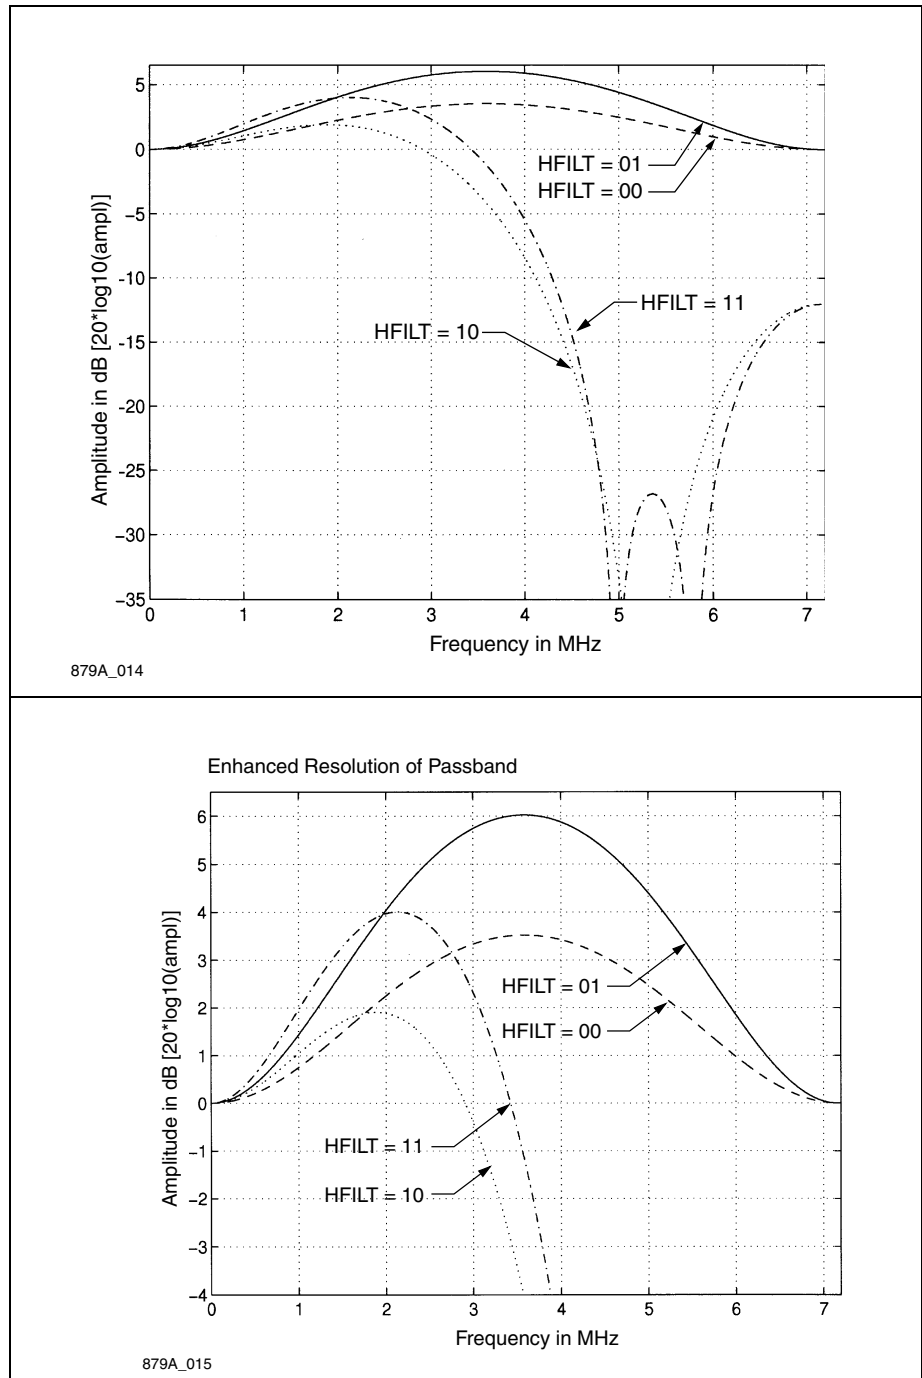 5
0
-5
-10
-15
-20
-25
-30
-35
Amplitude in dB [20*log10(ampl)]
HFILT = 01
HFILT = 00
HFILT = 11
HFILT = 10
0 1 2 3 4 5 6 7
Frequency in MHz
879A_014
Enhanced Resolution of Passband
6
5
4
3
2
1
0
-1
-2
-3
-4
Amplitude in dB [20*log10(ampl)]
HFILT = 01
HFILT = 00
HFILT = 11
HFILT = 10
0 1 2 3 4 5 6 7
Frequency in MHz
879A_015